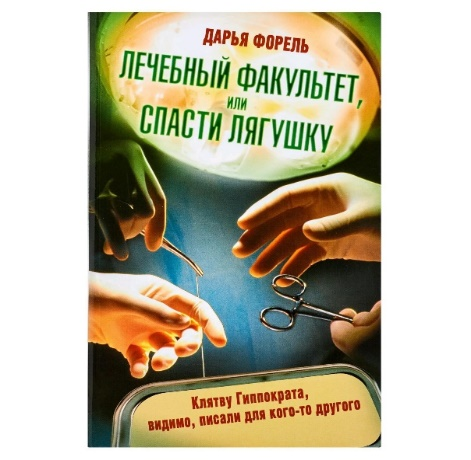 ДАРЬЯ ФОРЕЛЬ
ЛЕЧЕБНЫЙ ФАКУЛЬТЕТ,
ИЛИ
СПАСТИ ЛЯГУШКУ
Клятву Гиппократа,
видимо, писали для кого-то другого